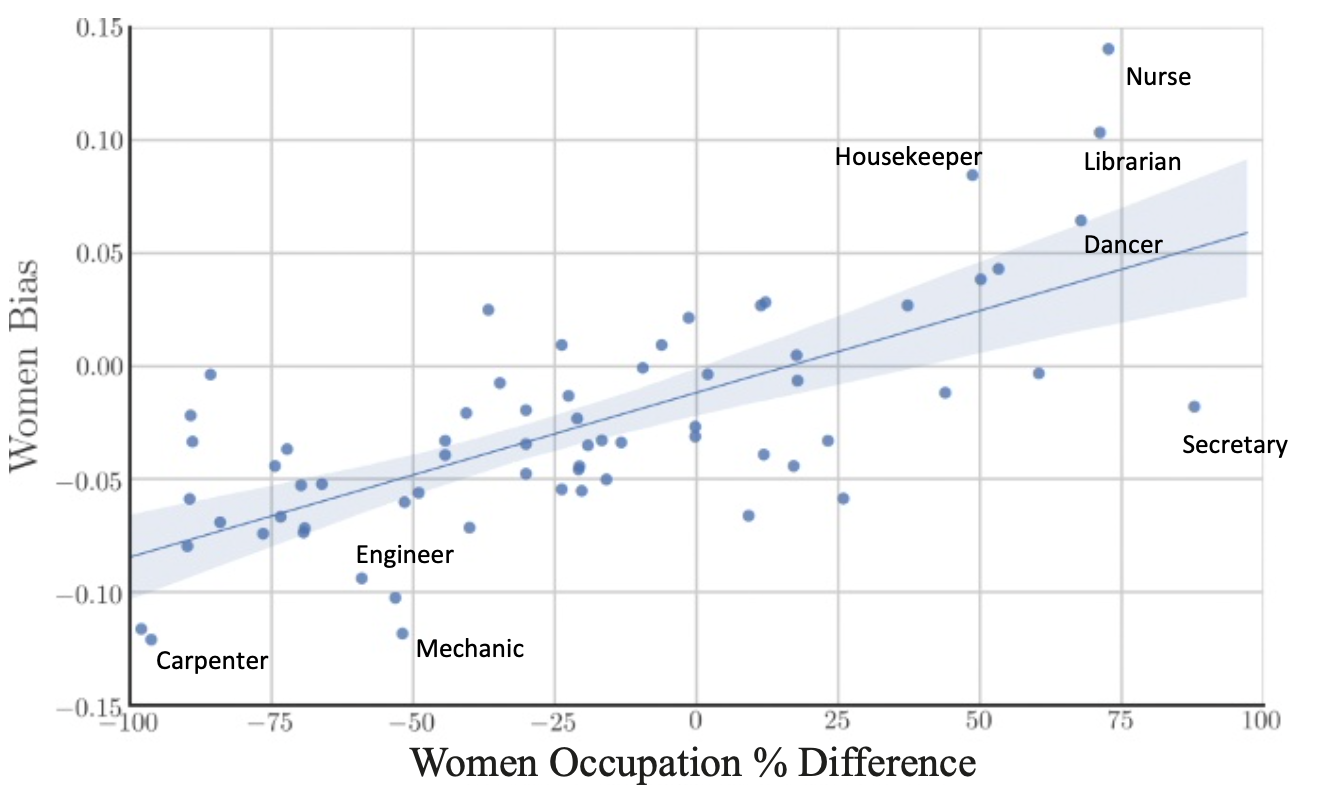 0.15
Nurse
0.10
Housekeeper
Librarian
0.05
Dancer
Women Bias
0.00
Secretary
−0.05
Engineer
−0.10
Mechanic
Carpenter
−0.15
−100 −75 −50 −25 0 25 50 75 100
Women Occupation % Difference